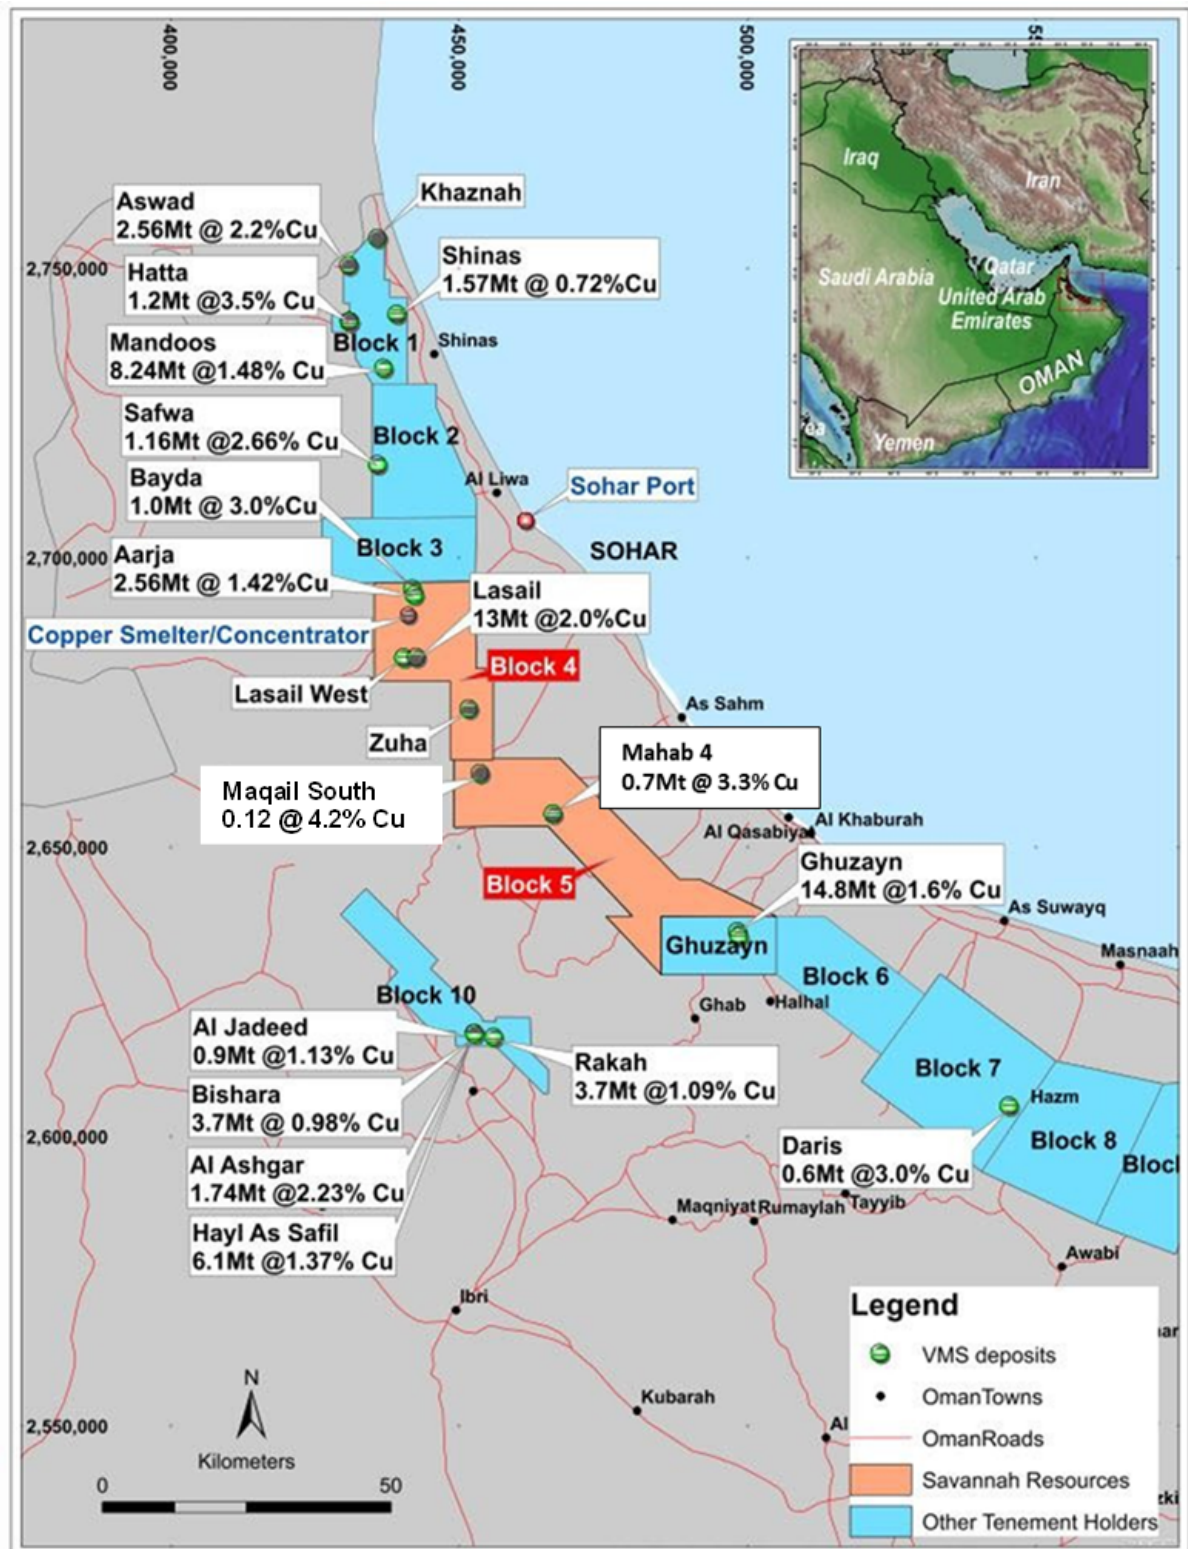 400,000
450,000
500,000
Iraq
Iran
Saudi Arabia
Qatar
United Arab
Emirates
OMAN
Yemen
Khaznah
Aswad
2.56Mt @ 2.2%Cu
Shinas
1.57Mt @ 0.72%Cu
2,750,000
Hatta
1.2Mt @3.5% Cu
Block 1
Shinas
Mandoos
8.24Mt @1.48% Cu
Safwa
1.16Mt @2.66% Cu
Block 2
Bayda
1.0Mt @ 3.0%Cu
Al Liwa
Sohar Port
2,700,000
Block 3
SOHAR
Aarja
2.56Mt @ 1.42%Cu
Lasail
13Mt @2.0%Cu
Copper Smelter/Concentrator
Block 4
Lasail West
As Sahm
Zuha
Mahab 4
0.7Mt @ 3.3% Cu
Maqail South
0.12 @ 4.2% Cu
Al Khaburah
Al Qasabiya
2,650,000
Ghuzayn
14.8Mt @1.6% Cu
Block 5
As Suwayq
Ghuzayn
Masnaah
Block 6
Block 10
Ghab
Halhal
Al Jadeed
0.9Mt @1.13% Cu
Rakah
3.7Mt @1.09% Cu
Block 7
Bishara
3.7Mt @ 0.98% Cu
Hazm
2,600,000
Block 8
Daris
0.6Mt @3.0% Cu
Block
Al Ashgar
1.74Mt @2.23% Cu
Tayyib
Maqniyat
Rumaylah
Hayl As Safil
6.1Mt @1.37% Cu
Awabi
Ibri
Legend
VMS deposits
OmanTowns
OmanRoads
Savannah Resources
Other Tenement Holders
N
Kubarah
Al
2,550,000
Kilometers
0
50